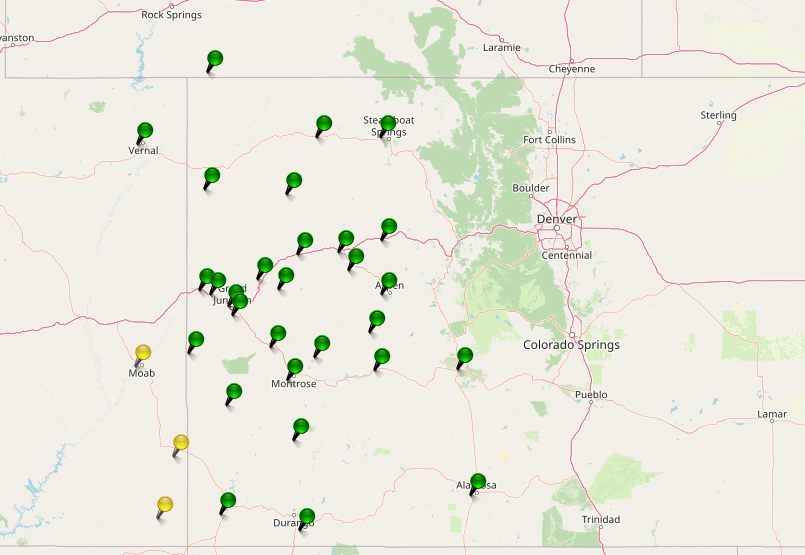 Rock Springs
vanston
Laramie
Cheyenne
Sterling
Steamboat
Springs
Fort Collins
Vernal
Boulder
Denver
Centennial
Aspen
Grand
Junction
Colorado Springs
Moab
Montrose
Pueblo
Lamar
Alamosa
Durango
Trinidad